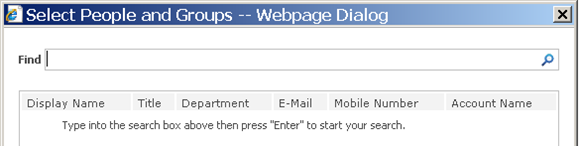 Select People and Groups -- Webpage Dialog
Find
Display Name Title Department E-Mail Mobile Number Account Name
Type into the search box above then press "Enter" to start your search.